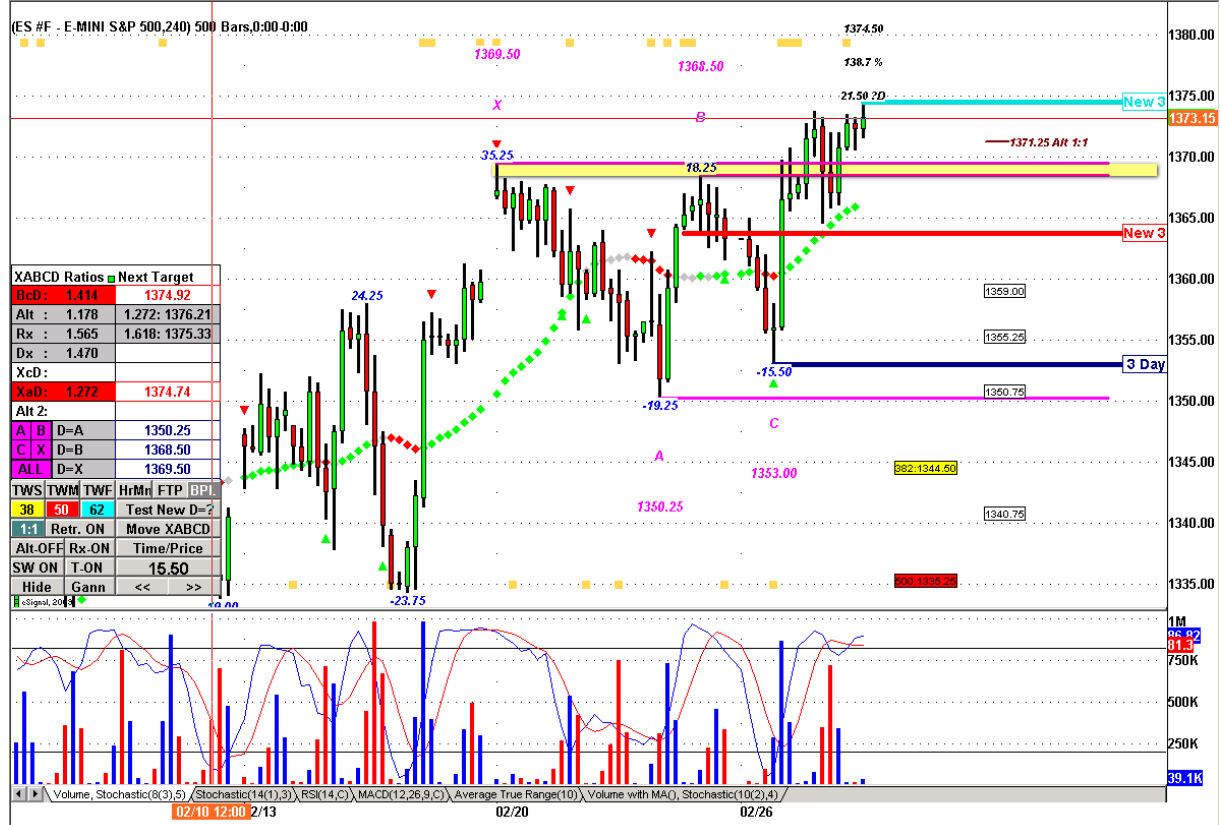 (ES #F - E-MINI S&P 500,240) 500 Bars,0:00-0:00
1374.50
1380.00
1369.50
1368.50
138.7 %
X
B
21.50 ?D
New 3
1375.00
1373.15
35.25
18.25
1371.25 Alt 1:1
1370.00
1365.00
New 3
1360.00
1359.00
24.25
1355.25
1355.00
-15.50
3 Day
1350.75
1350.00
-19.25
C
A
1353.00
382:1344.50
1345.00
1350.25
1340.75
1340.00
500:1335.25
1335.00
-23.75
XABCD Ratios Next Target
BcD: 1.414 1374.92
Alt : 1.178 1.272: 1376.21
Rx : 1.565 1.618: 1375.33
Dx : 1.470
XcD:
XaD: 1.272 1374.74
Alt 2:
A B D=A 1350.25
C X D=B 1368.50
ALL D=X 1369.50
TWS TWM TWF HrMn FTP BPL
38 50 62 Test New D=?
1:1 Retr. ON Move XABCD
Alt-OFF Rx-ON Time/Price
SW ON T-ON 15.50
Hide Gann << >>
eSignal,
1M
86.82
81.3
750K
500K
250K
39.1K
Volume, Stochastic(8(3),5) Stochastic(14(1),3) RSI(14,C) MACD(12,26,9,C) Average True Range(10) Volume with MA(), Stochastic(10(2),4)
02/10 12:00 2/13 02/20 02/26